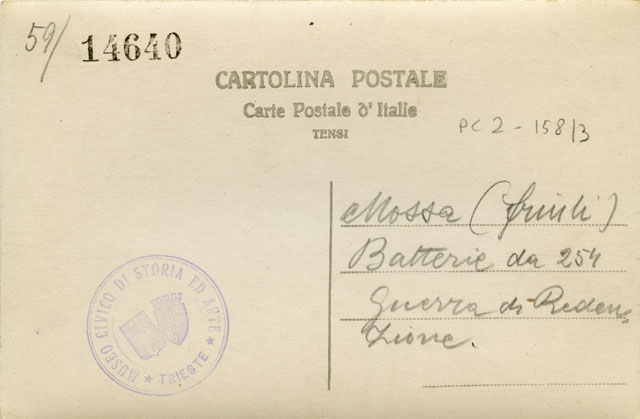 59/
14640
CARTOLINA POSTALE
Carte Postale d'Italie
TENSI
PC 2 - 158/3
Mossa (friuli)
Batterie da 254
Guerra di Reden
zione.
MUSEO CIVICO DI STORIA ED ARTE
★ TRIESTE ★